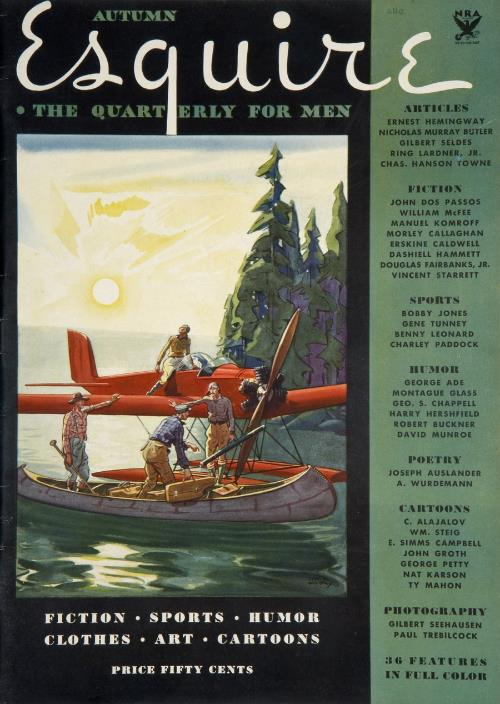 AUTUMN
Esquire
NRA
• THE QUARTERLY FOR MEN
ARTICLES
ERNEST HEMINGWAY
NICHOLAS MURRAY BUTLER
GILBERT SELDES
RING LARDNER, JR.
CHAS. HANSON TOWNE
FICTION
JOHN DOS PASSOS
WILLIAM McFEE
MANUEL KOMROFF
MORLEY CALLAGHAN
ERSKINE CALDWELL
DASHIELL HAMMETT
DOUGLAS FAIRBANKS, JR.
VINCENT STARRETT
SPORTS
BOBBY JONES
GENE TUNNEY
BENNY LEONARD
CHARLEY PADDOCK
HUMOR
GEORGE ADE
MONTAGUE GLASS
GEO. S. CHAPPELL
HARRY HERSHFIELD
ROBERT BUCKNER
DAVID MUNROE
POETRY
JOSEPH AUSLANDER
A. WURDEMANN
CARTOONS
C. ALAJALOV
WM. STEIG
E. SIMMS CAMPBELL
JOHN GROTH
GEORGE PETTY
NAT KARSON
TY MAHON
PHOTOGRAPHY
GILBERT SEEHAUSEN
PAUL TREBILCOCK
36 FEATURES
IN FULL COLOR
FICTION • SPORTS • HUMOR
CLOTHES • ART • CARTOONS
PRICE FIFTY CENTS